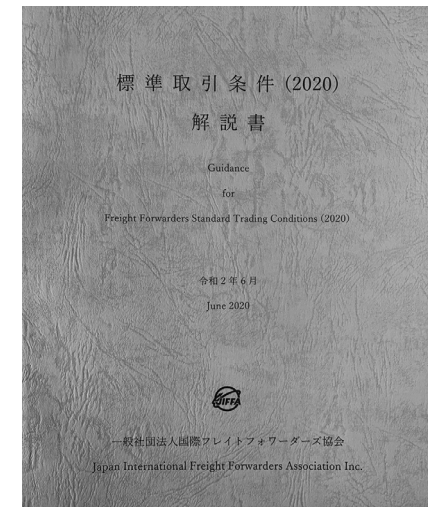 標準取引条件 (2020)
解説書
Guidance
for
Freight Forwarders Standard Trading Conditions (2020)
令和2年6月
June 2020
JIFFA
一般社団法人国際フレイトフォワーダーズ協会
Japan International Freight Forwarders Association Inc.